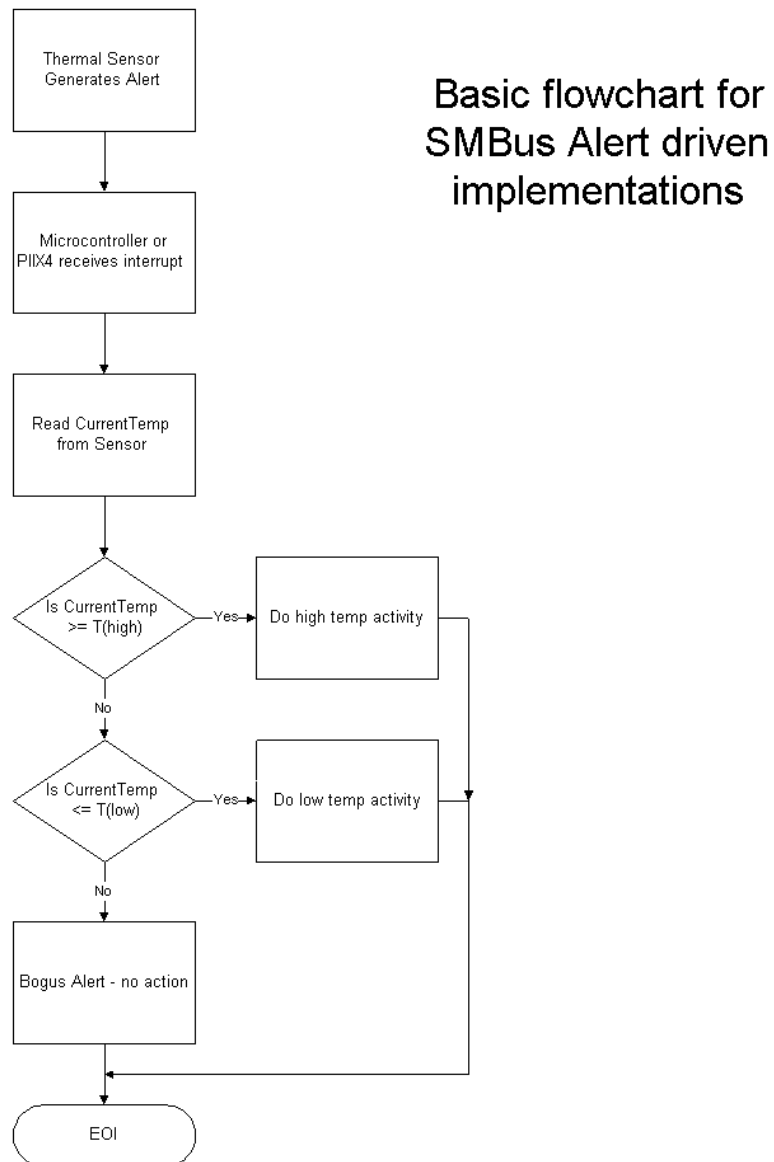 Basic flowchart for
SMBus Alert driven
implementations
Thermal Sensor
Generates Alert
Microcontroller or
PIIX4 receives interrupt
Read CurrentTemp
from Sensor
Is CurrentTemp
>= T(high)
Yes
Do high temp activity
No
Is CurrentTemp
<= T(low)
Yes
Do low temp activity
No
Bogus Alert - no action
EOI